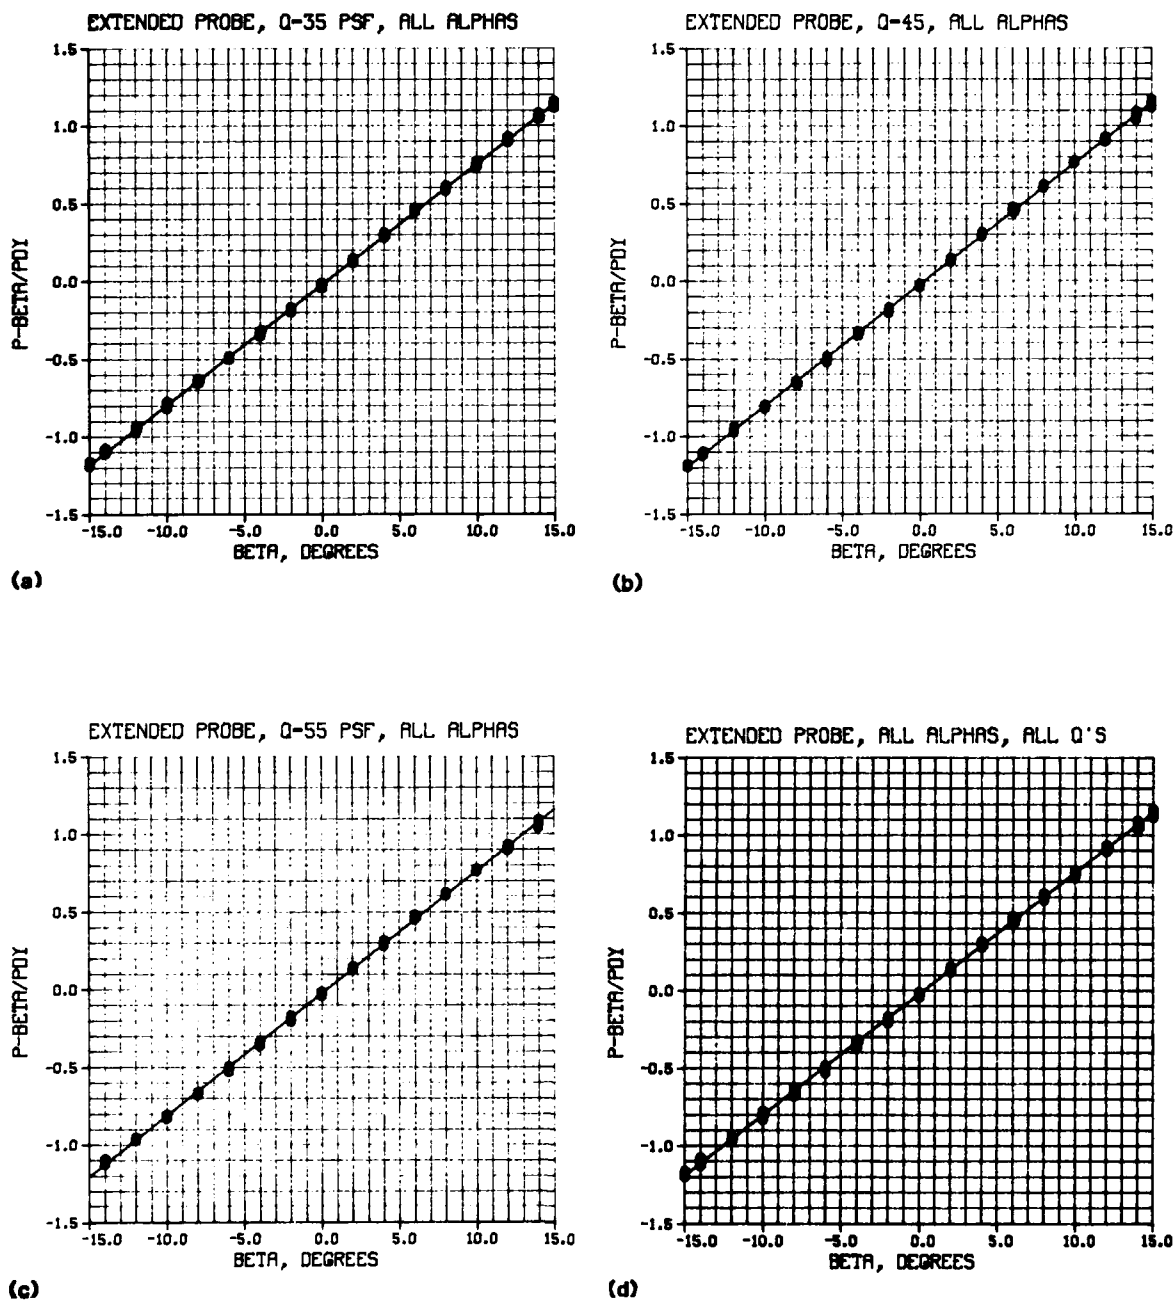 EXTENDED PROBE, Q-35 PSF, ALL ALPHAS
1.5
1.0
0.5
0.0
-0.5
-1.0
-1.5
P-BETA/PDY
-15.0 -10.0 -5.0 0.0 5.0 10.0 15.0
BETA, DEGREES
(a)
EXTENDED PROBE, Q-45, ALL ALPHAS
1.5
1.0
0.5
0.0
-0.5
-1.0
-1.5
P-BETA/PDY
-15.0 -10.0 -5.0 0.0 5.0 10.0 15.0
BETA, DEGREES
(b)
EXTENDED PROBE, Q-55 PSF, ALL ALPHAS
1.5
1.0
0.5
0.0
-0.5
-1.0
-1.5
P-BETA/PDY
-15.0 -10.0 -5.0 0.0 5.0 10.0 15.0
BETA, DEGREES
(c)
EXTENDED PROBE, ALL ALPHAS, ALL Q'S
1.5
1.0
0.5
0.0
-0.5
-1.0
-1.5
P-BETA/PDY
-15.0 -10.0 -5.0 0.0 5.0 10.0 15.0
BETA, DEGREES
(d)